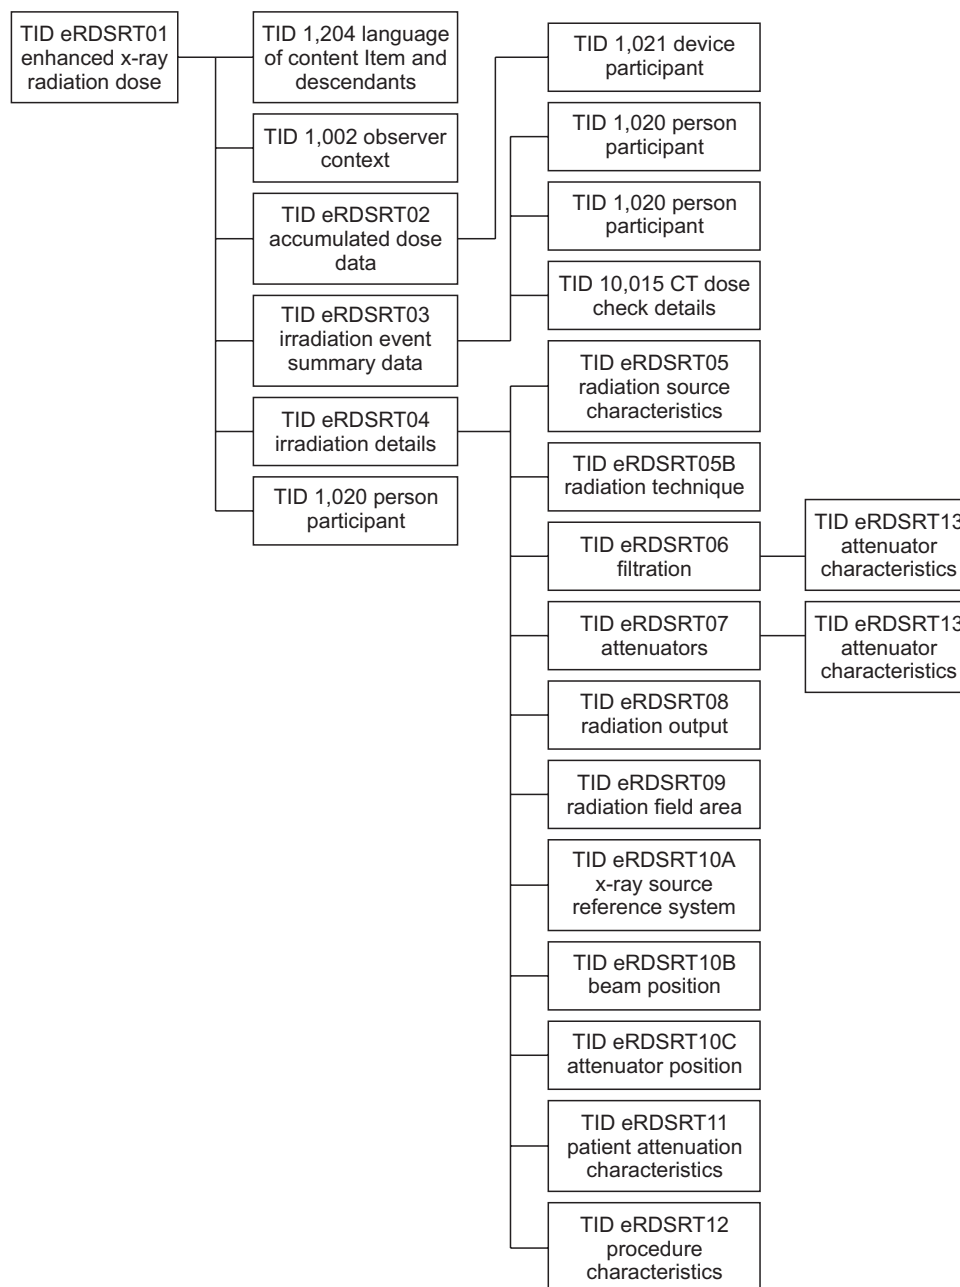 TID eRDSRT01
enhanced x-ray
radiation dose
TID 1,204 language
of content Item and
descendants
TID 1,002 observer
context
TID eRDSRT02
accumulated dose
data
TID eRDSRT03
irradiation event
summary data
TID eRDSRT04
irradiation details
TID 1,020 person
participant
TID 1,021 device
participant
TID 1,020 person
participant
TID 1,020 person
participant
TID 10,015 CT dose
check details
TID eRDSRT05
radiation source
characteristics
TID eRDSRT05B
radiation technique
TID eRDSRT06
filtration
TID eRDSRT07
attenuators
TID eRDSRT08
radiation output
TID eRDSRT09
radiation field area
TID eRDSRT10A
x-ray source
reference system
TID eRDSRT10B
beam position
TID eRDSRT10C
attenuator position
TID eRDSRT11
patient attenuation
characteristics
TID eRDSRT12
procedure
characteristics
TID eRDSRT13
attenuator
characteristics
TID eRDSRT13
attenuator
characteristics